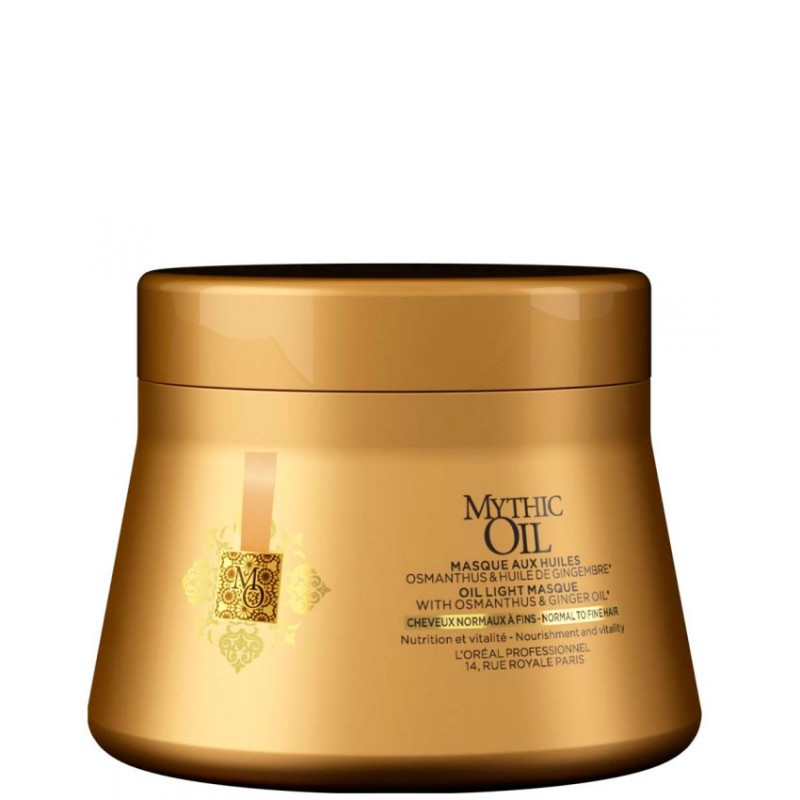 MYTHIC
OIL
MASQUE AUX HUILES
OSMANTHUS & HUILE DE GINGEMBRE*
OIL LIGHT MASQUE
WITH OSMANTHUS & GINGER OIL*
CHEVEUX NORMAUX À FINS - NORMAL TO FINE HAIR
Nutrition et vitalité - Nourishment and vitality
L'ORÉAL PROFESSIONNEL
14, RUE ROYALE PARIS
M
O